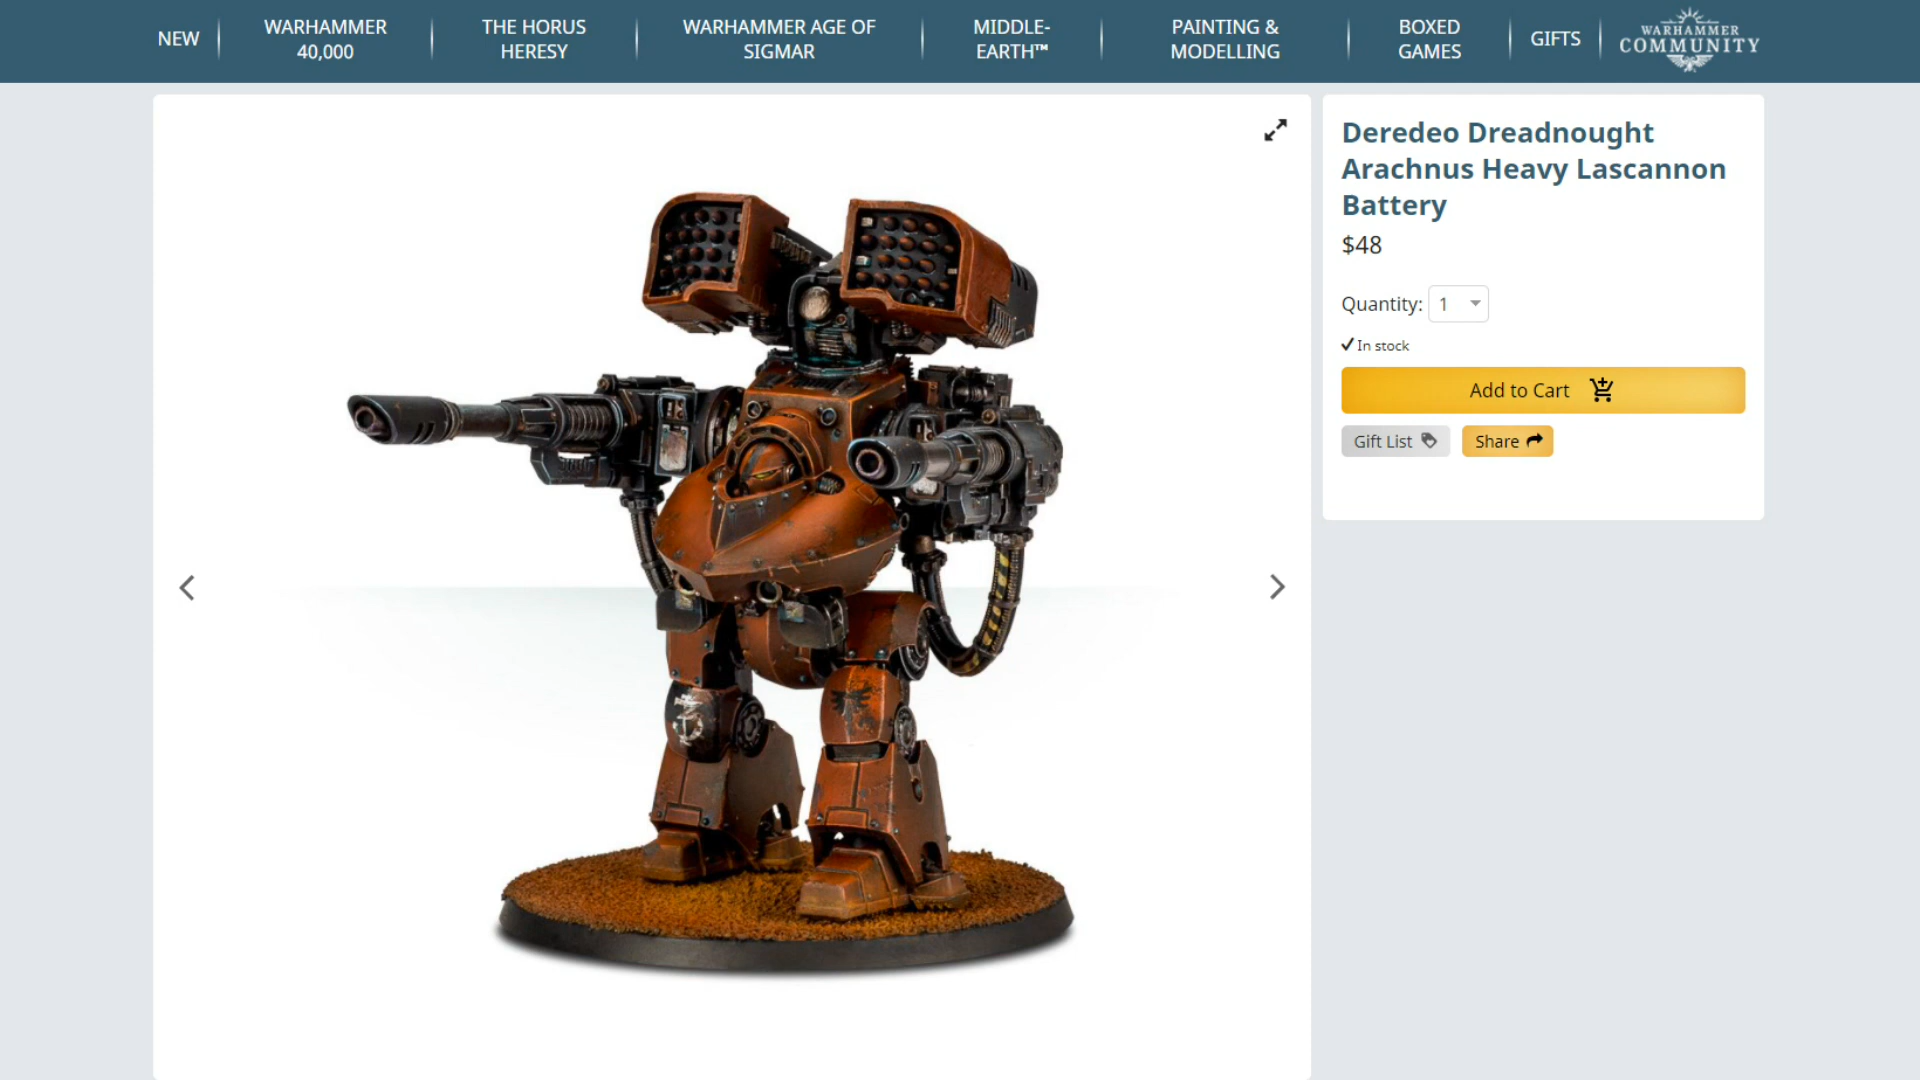 NEW
WARHAMMER
40,000
THE HORUS
HERESY
WARHAMMER AGE OF
SIGMAR
MIDDLE-
EARTH™
PAINTING &
MODELLING
BOXED
GAMES
GIFTS
WARHAMMER
COMMUNITY
Deredeo Dreadnought
Arachnus Heavy Lascannon
Battery
$48
Quantity: 1
In stock
Add to Cart
Gift List
Share